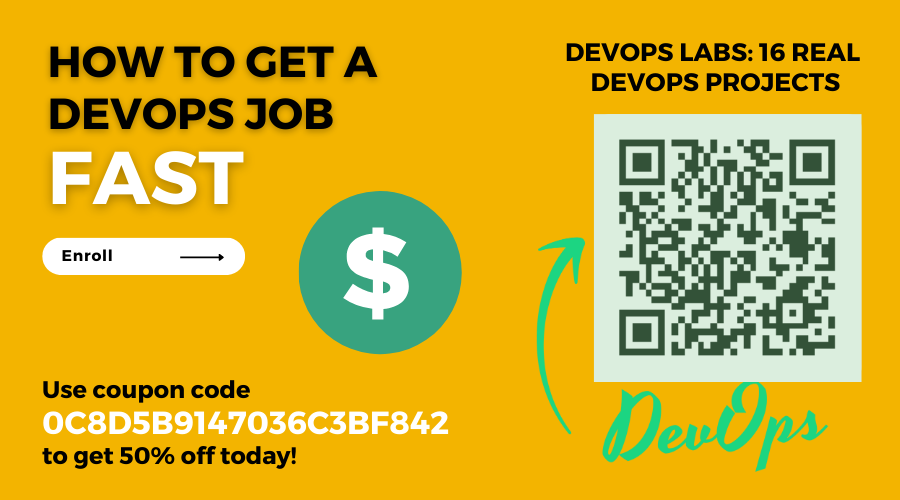 HOW TO GET A
DEVOPS JOB
FAST
Enroll
$
Use coupon code
0C8D5B9147036C3BF842
to get 50% off today!
DEVOPS LABS: 16 REAL
DEVOPS PROJECTS
DevOps